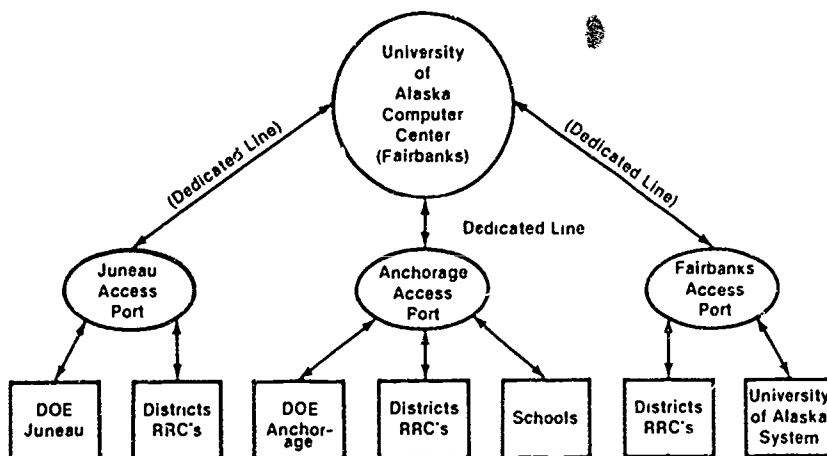 University
of
Alaska
Computer
Center
(Fairbanks)
(Dedicated Line)
(Dedicated Line)
Dedicated Line
Juneau
Access
Port
Anchorage
Access
Port
Fairbanks
Access
Port
DOE
Juneau
Districts
RRC's
DOE
Anchor-
age
Districts
RRC's
Schools
Districts
RRC's
University
of Alaska
System